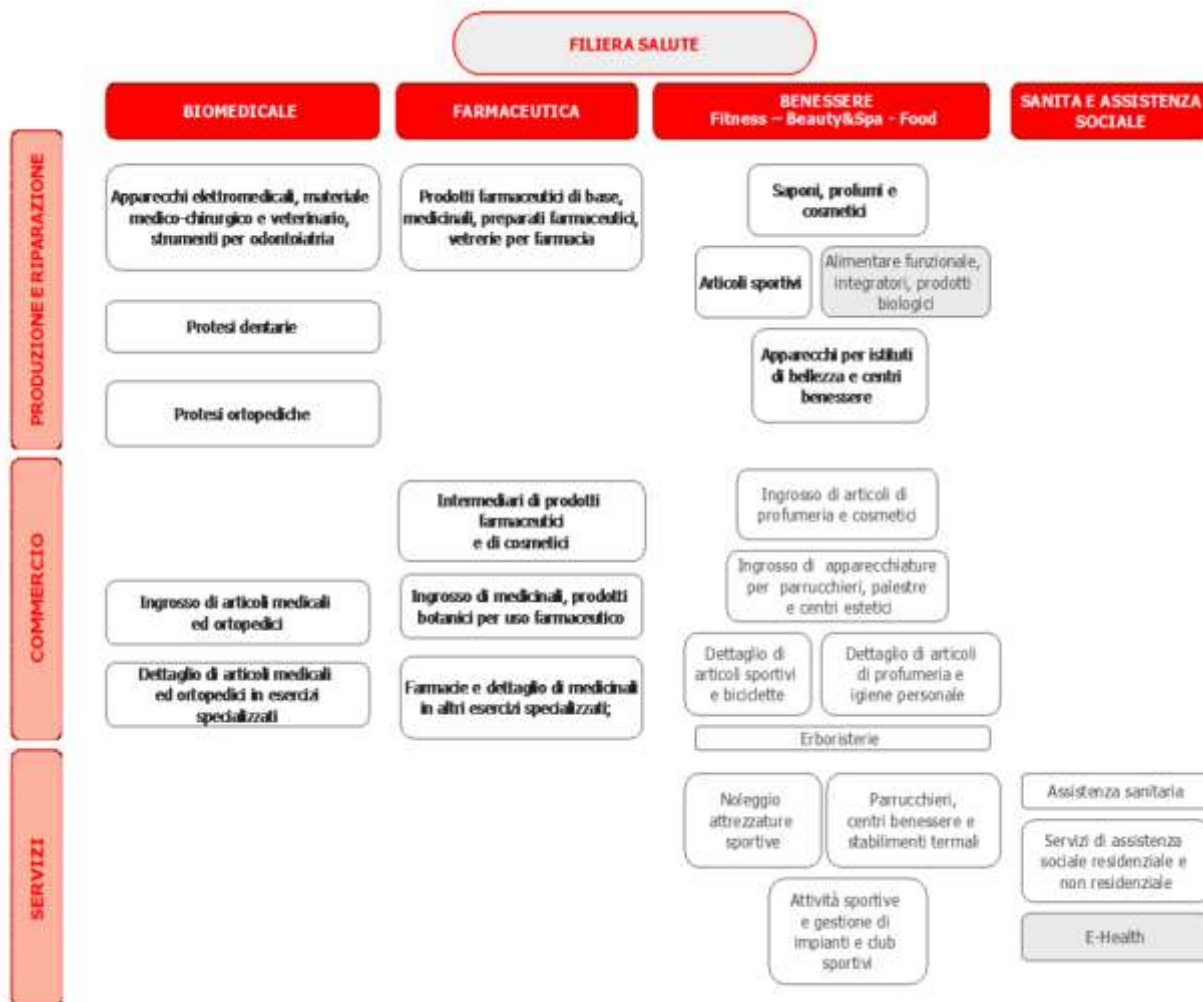 FILIERA SALUTE
BIOMEDICALE
FARMACEUTICA
BENESSERE
Fitness – Beauty&Spa - Food
SANITA E ASSISTENZA
SOCIALE
PRODUZIONE E RIPARAZIONE
Apparecchi elettromedicali, materiale
medico-chirurgico e veterinario,
strumenti per odontoiatria
Prodotti farmaceutici di base,
medicinali, preparati farmaceutici,
vetrerie per farmacia
Saponi, profumi e
cosmetici
Articoli sportivi
Alimentare funzionale,
integratori, prodotti
biologici
Protesi dentarie
Apparecchi per istituti
di bellezza e centri
benessere
Protesi ortopediche
COMMERCIO
Intermediari di prodotti
farmaceutici
e di cosmetici
Ingrosso di articoli di
profumeria e cosmetici
Ingrosso di articoli medicali
ed ortopedici
Ingrosso di medicinali, prodotti
botanici per uso farmaceutico
Ingrosso di apparecchiature
per parrucchieri, palestre
e centri estetici
Dettaglio di articoli medicali
ed ortopedici in esercizi
specializzati
Farmacie e dettaglio di medicinali
in altri esercizi specializzati;
Dettaglio di
articoli sportivi
e biciclette
Dettaglio di articoli
di profumeria e
igiene personale
Erboristerie
SERVIZI
Noleggio
attrezzature
sportive
Parrucchieri,
centri benessere e
stabilimenti termali
Assistenza sanitaria
Servizi di assistenza
sociale residenziale e
non residenziale
Attività sportive
e gestione di
impianti e club
sportivi
E-Health